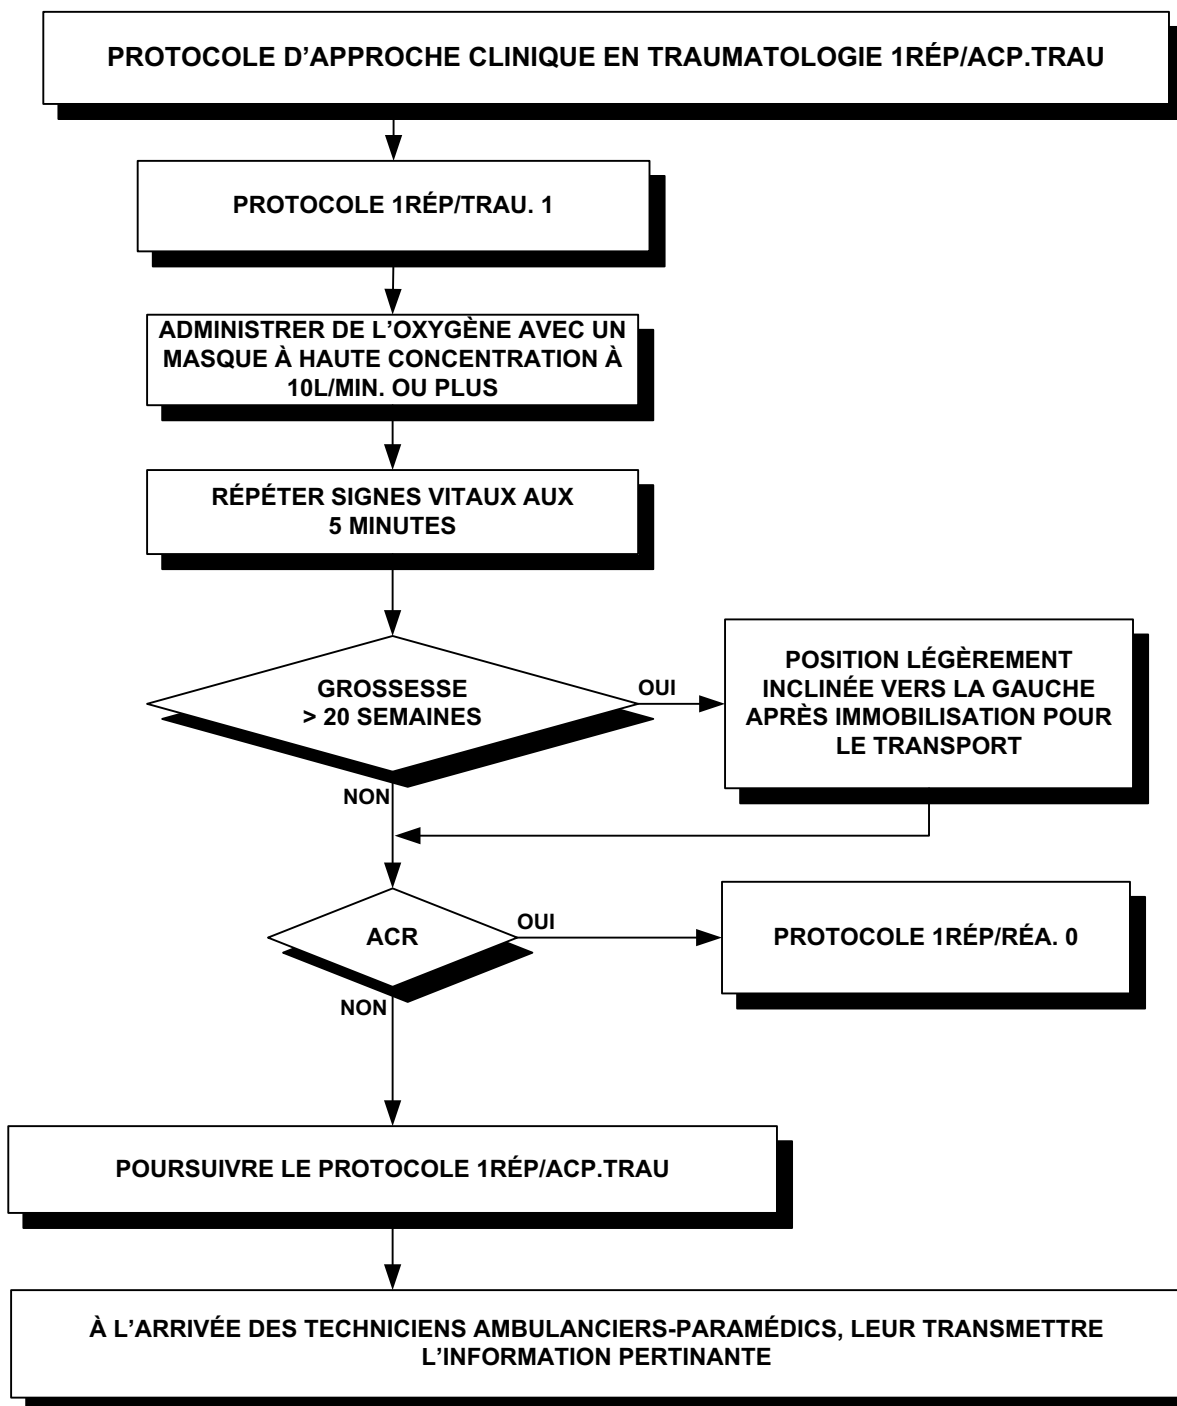 PROTOCOLE D’APPROCHE CLINIQUE EN TRAUMATOLOGIE 1RÉP/ACP.TRAU
PROTOCOLE 1RÉP/TRAU. 1
ADMINISTRER DE L’OXYGÈNE AVEC UN
MASQUE À HAUTE CONCENTRATION À
10L/MIN. OU PLUS
RÉPÉTER SIGNES VITAUX AUX
5 MINUTES
GROSSESSE
> 20 SEMAINES
OUI
POSITION LÉGÈREMENT
INCLINÉE VERS LA GAUCHE
APRÈS IMMOBILISATION POUR
LE TRANSPORT
NON
ACR
OUI
PROTOCOLE 1RÉP/RÉA. 0
NON
POURSUIVRE LE PROTOCOLE 1RÉP/ACP.TRAU
À L’ARRIVÉE DES TECHNICIENS AMBULANCIERS-PARAMÉDICS, LEUR TRANSMETTRE
L’INFORMATION PERTINANTE